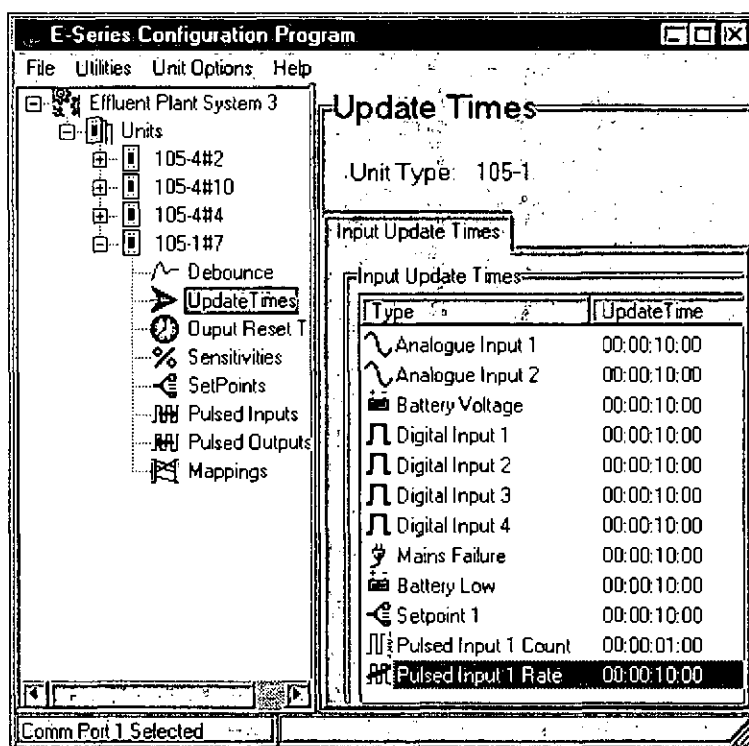 E-Series Configuration Program
File Utilities Unit Options Help
Effluent Plant System 3
Units
105-4#2
105-4#10
105-4#4
105-1#7
Debounce
UpdateTimes
Ouput Reset T
Sensitivities
SetPoints
Pulsed Inputs
Pulsed Outputs
Mappings
Update Times
Unit Type: 105-1
Input Update Times
Input Update Times
Type UpdateTime
Analogue Input 1 00:00:10:00
Analogue Input 2 00:00:10:00
Battery Voltage 00:00:10:00
Digital Input 1 00:00:10:00
Digital Input 2 00:00:10:00
Digital Input 3 00:00:10:00
Digital Input 4 00:00:10:00
Mains Failure 00:00:10:00
Battery Low 00:00:10:00
Setpoint 1 00:00:10:00
Pulsed Input 1 Count 00:00:01:00
Pulsed Input 1 Rate 00:00:10:00
Comm Port 1 Selected